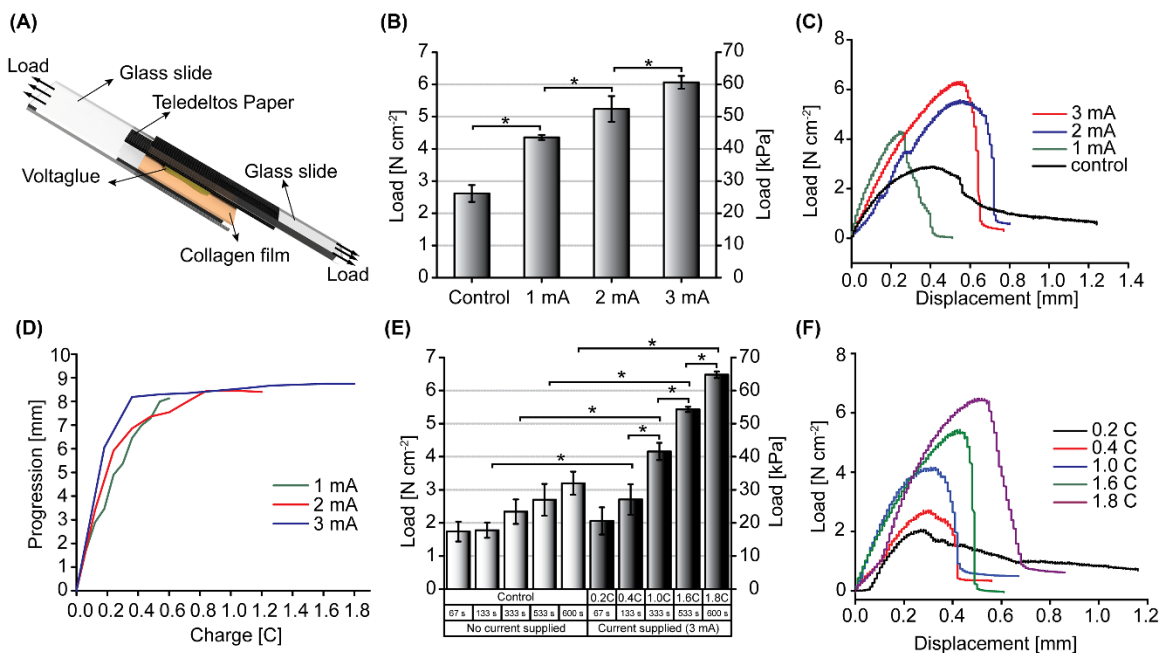 (A)
Load
Glass slide
Teledeltos Paper
Voltaglue
Glass slide
Collagen film
Load
(B)
Load [N cm-2]
7
6
5
4
3
2
1
0
Load [kPa]
70
60
50
40
30
20
10
0
* * *
Control 1 mA 2 mA 3 mA
(C)
Load [N cm-2]
8
6
4
2
0
3 mA
2 mA
1 mA
control
0.0 0.2 0.4 0.6 0.8 1.0 1.2 1.4
Displacement [mm]
(D)
Progression [mm]
10
9
8
7
6
5
4
3
2
1
0
1 mA
2 mA
3 mA
0.0 0.2 0.4 0.6 0.8 1.0 1.2 1.4 1.6 1.8
Charge [C]
(E)
Load [N cm-2]
7
6
5
4
3
2
1
0
Load [kPa]
70
60
50
40
30
20
10
0
*
*
*
*
*
*
*
Control 0.2C 0.4C 1.0C 1.6C 1.8C
67 s 133 s 333 s 533 s 600 s 67 s 133 s 333 s 533 s 600 s
No current supplied Current supplied (3 mA)
(F)
Load [N cm-2]
8
6
4
2
0
0.2 C
0.4 C
1.0 C
1.6 C
1.8 C
0.0 0.2 0.4 0.6 0.8 1.0 1.2
Displacement [mm]